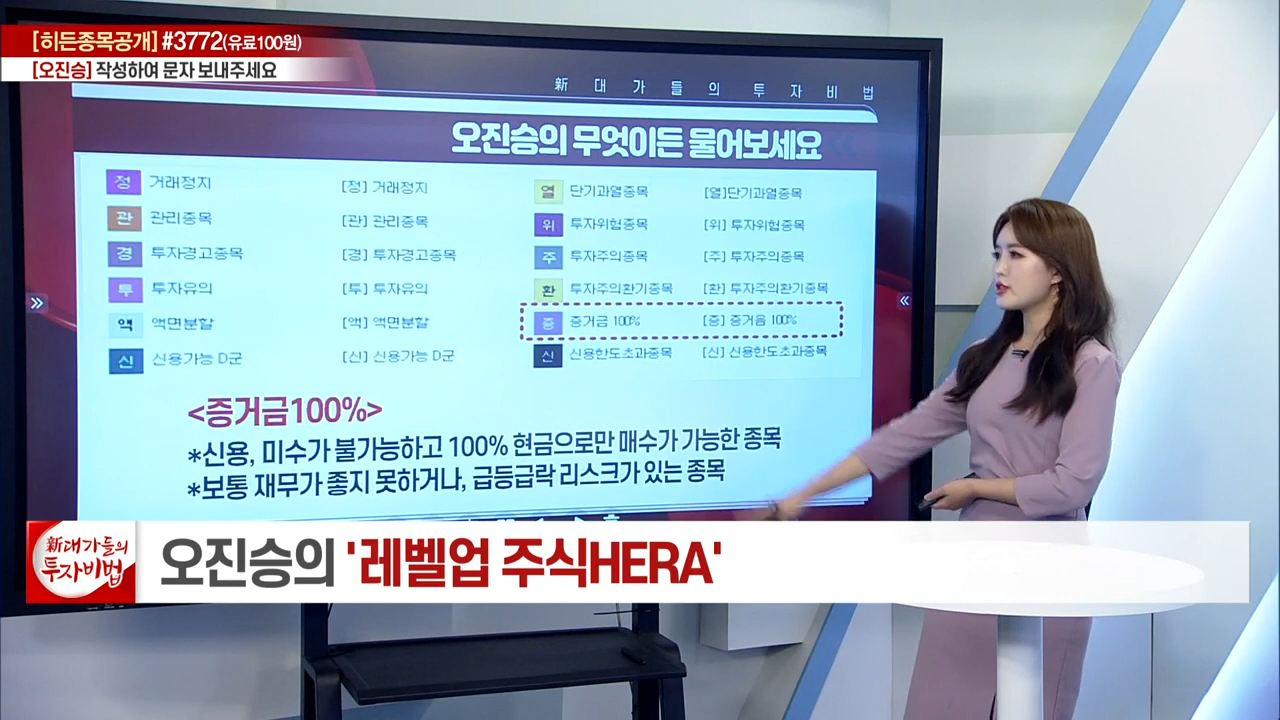 [히든종목공개] #3772(유료100원)
[오진승] 작성하여 문자 보내주세요
新 대 가 들 의 투 자 비 법
오진승의 무엇이든 물어보세요
정 거래정지 [정] 거래정지 열 단기과열종목 [열]단기과열종목
관 관리종목 [관] 관리종목 위 투자위험종목 [위] 투자위험종목
경 투자경고종목 [경] 투자경고종목 주 투자주의종목 [주] 투자주의종목
투 투자유의 [투] 투자유의 환 투자주의환기종목 [환] 투자주의환기종목
액 액면분할 [액] 액면분할 증 증거금 100% [증] 증거음 100%
신 신용가능 D군 [신] 신용가능 D군 신 신용한도초과종목 [신] 신용한도초과종목
<증거금100%>
*신용, 미수가 불가능하고 100% 현금으로만 매수가 가능한 종목
*보통 재무가 좋지 못하거나, 급등급락 리스크가 있는 종목
新대가들의
투자비법
오진승의 '레벨업 주식HERA'